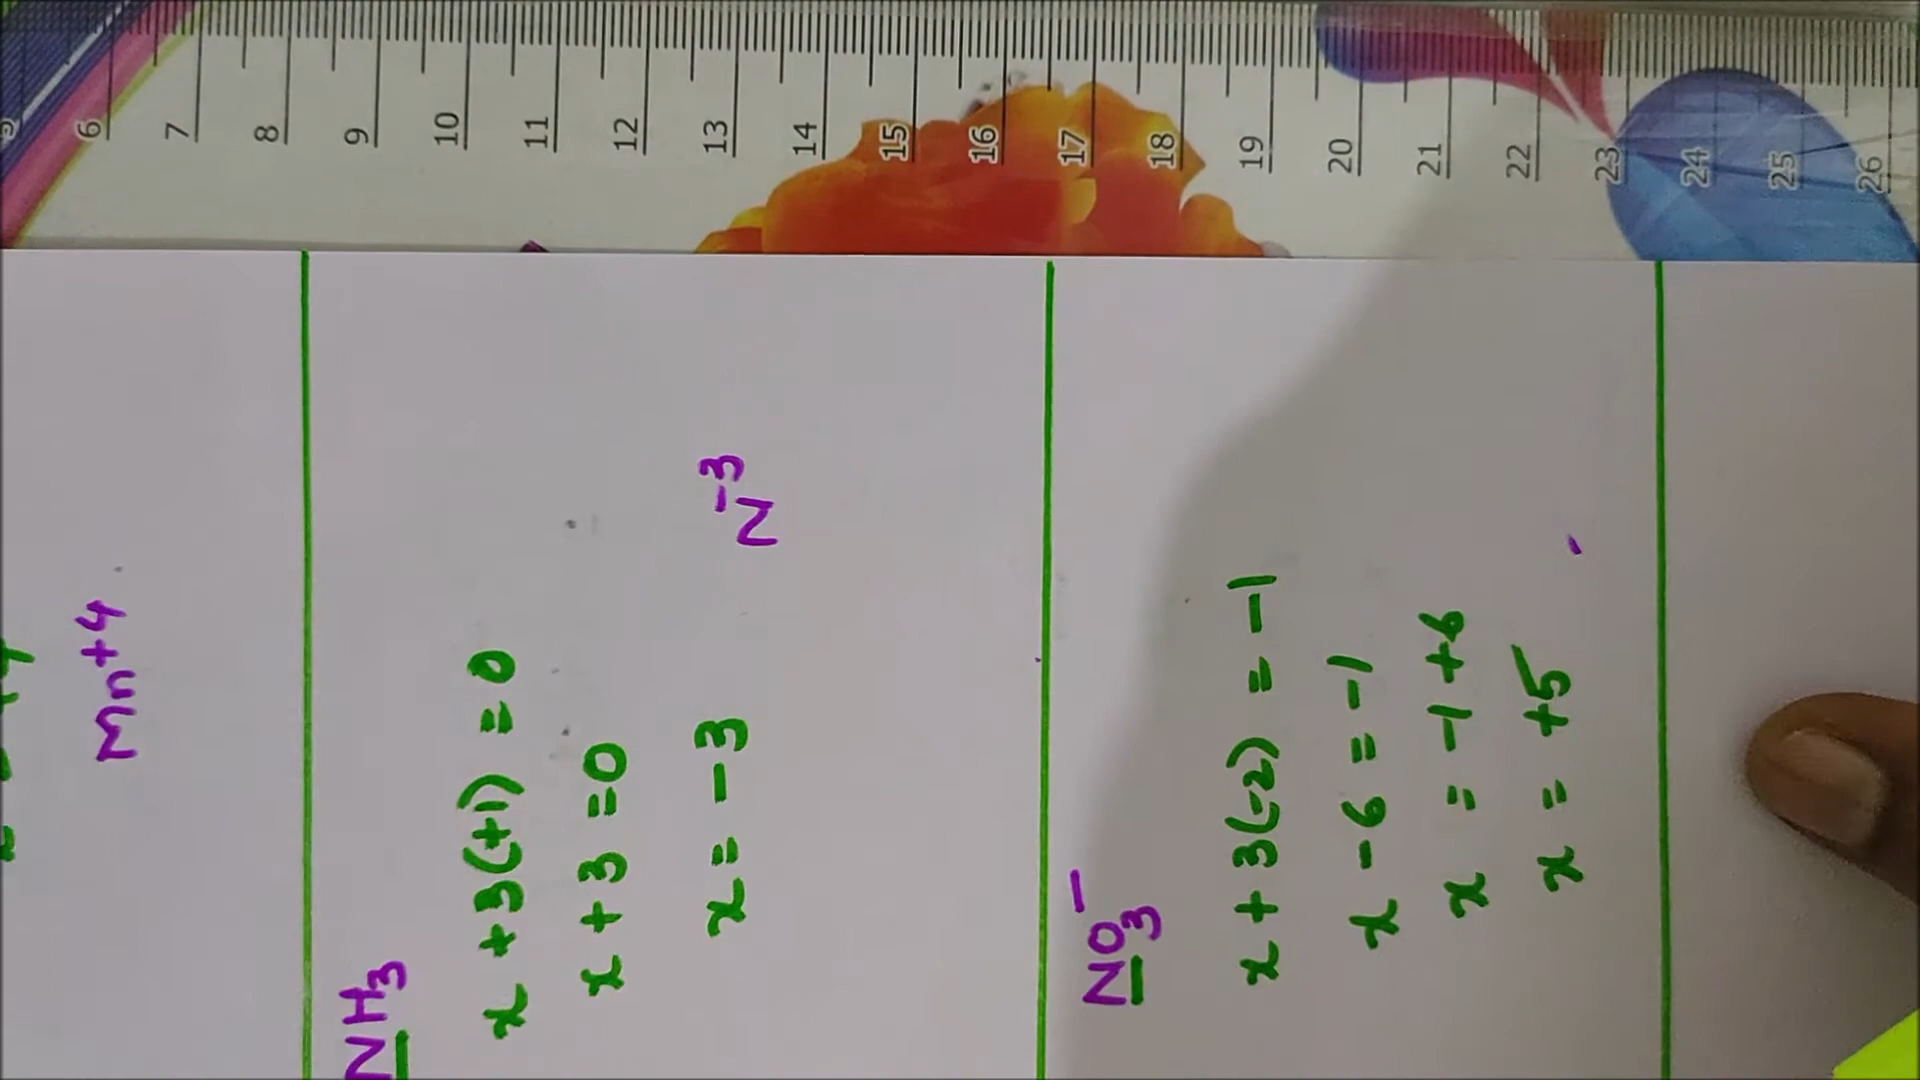 5 6 7 8 9 10 11 12 13 14 15 16 17 18 19 20 21 22 23 24 25 26
Mn⁺⁴
NH₃
x + 3(+1) = 0
x + 3 = 0
x = -3
N⁻³
NO₃⁻
x + 3(-2) = -1
x - 6 = -1
x = -1 + 6
x = +5